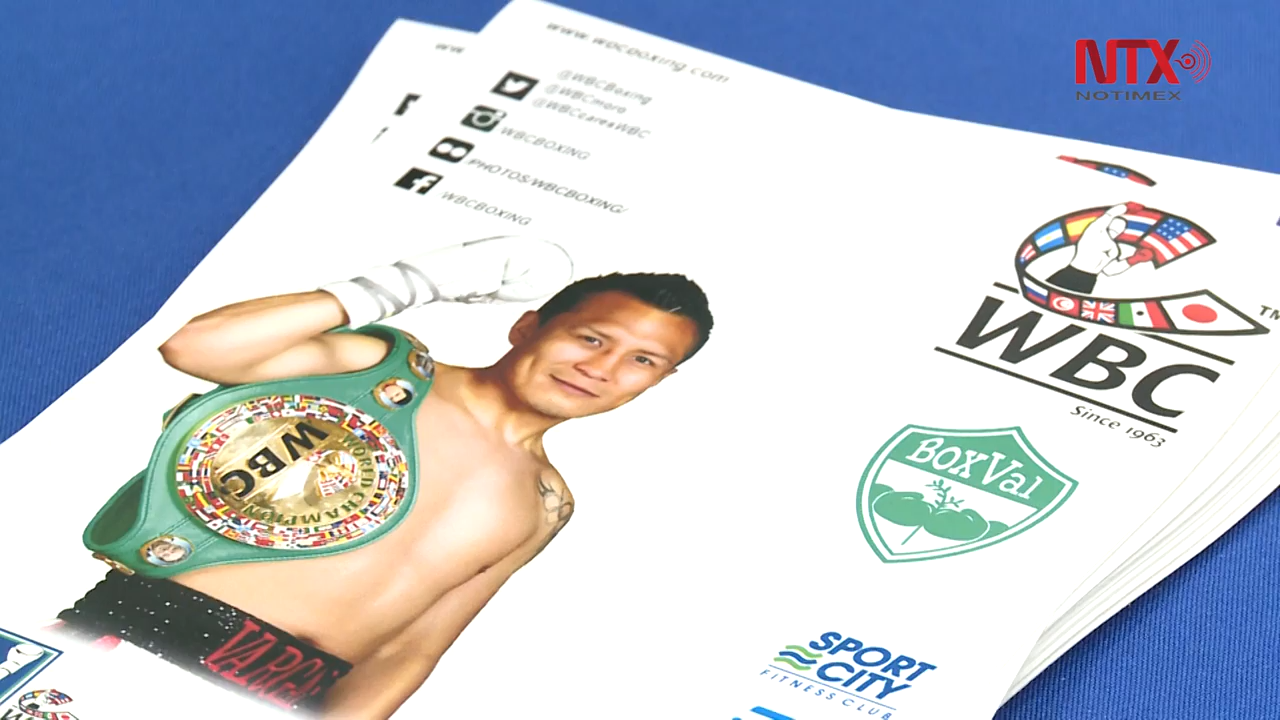 www.wbcboxing.com
@WBCBoxing
@WBCmoro
@WBCcaresWBC
WBCBOXING
/PHOTOS/WBCBOXING/
WBCBOXING
NTX
NOTIMEX
WBC
TM
Since 1963
BoxVal
SPORT
CITY
FITNESS CLUB
WBC
WORLD CHAMPION